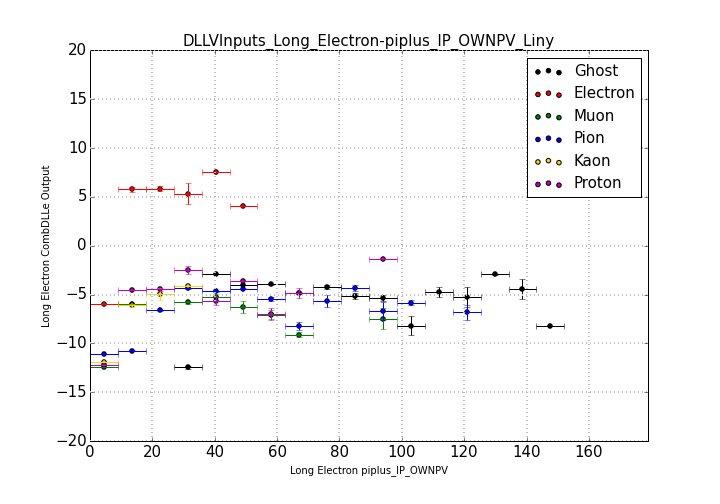 DLLVInputs_Long_Electron-piplus_IP_OWNPV_Liny
20
15
10
5
0
−5
−10
−15
−20
Long Electron CombDLLe Output
Ghost
Electron
Muon
Pion
Kaon
Proton
0 20 40 60 80 100 120 140 160
Long Electron piplus_IP_OWNPV